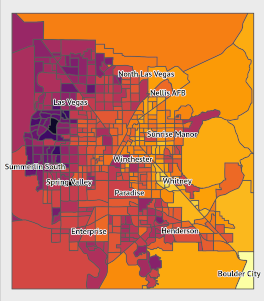 North Las Vegas
Nellis AFB
Las Vegas
Sunrise Manor
Winchester
Summerlin South
Spring Valley
Whitney
Paradise
Enterprise
Henderson
Boulder City